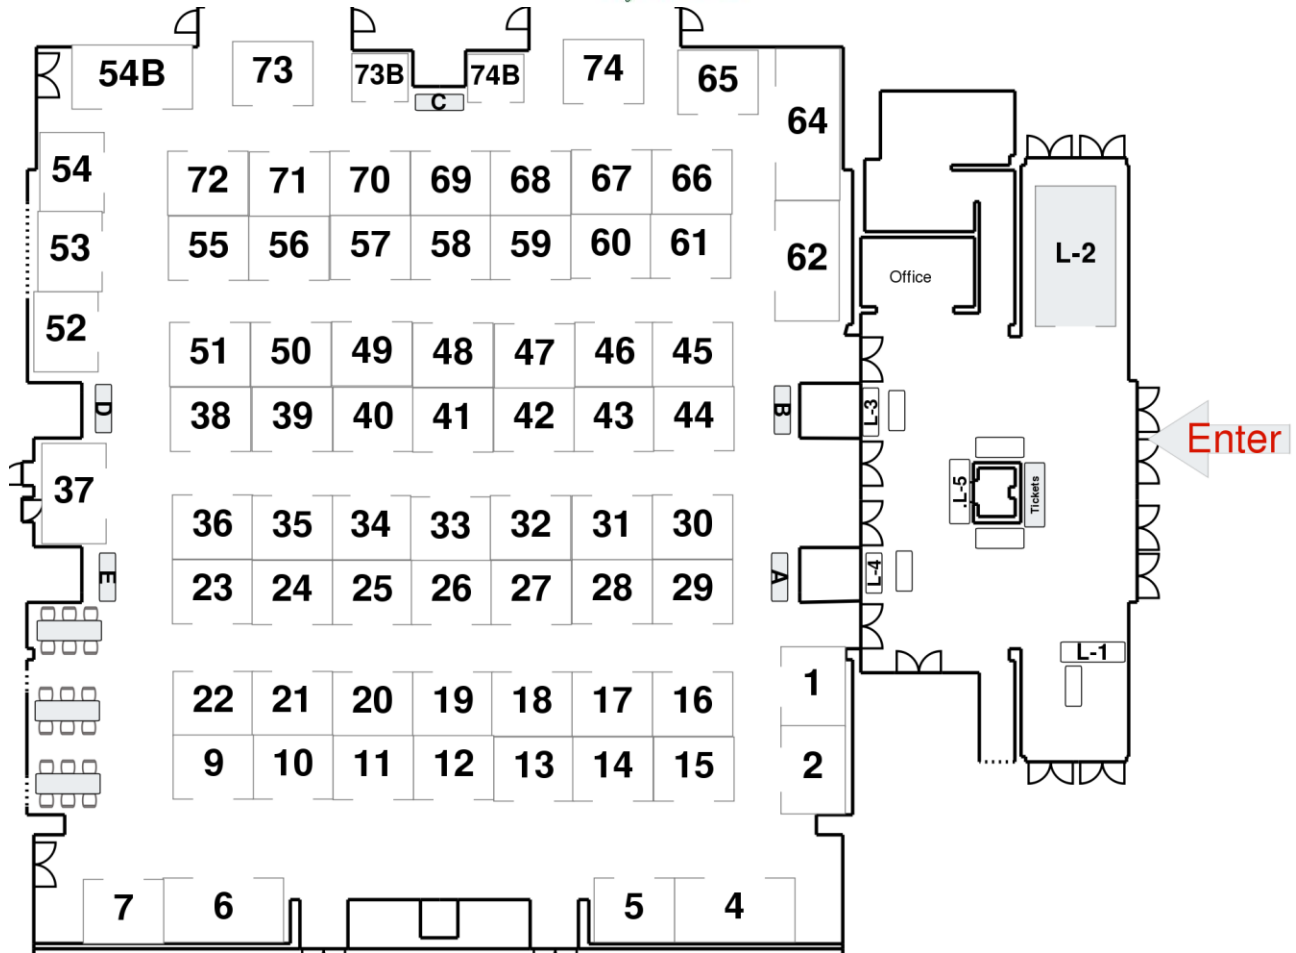 54B 73 73B 74B 74 65
C
64
54
72 71 70 69 68 67 66
53
55 56 57 58 59 60 61
62
L-2
Office
52
51 50 49 48 47 46 45
D
B
L-3
38 39 40 41 42 43 44
Enter
37
.L-5
Tickets
36 35 34 33 32 31 30
E
A
L-4
23 24 25 26 27 28 29
L-1
1
22 21 20 19 18 17 16
9 10 11 12 13 14 15
2
7 6 5 4